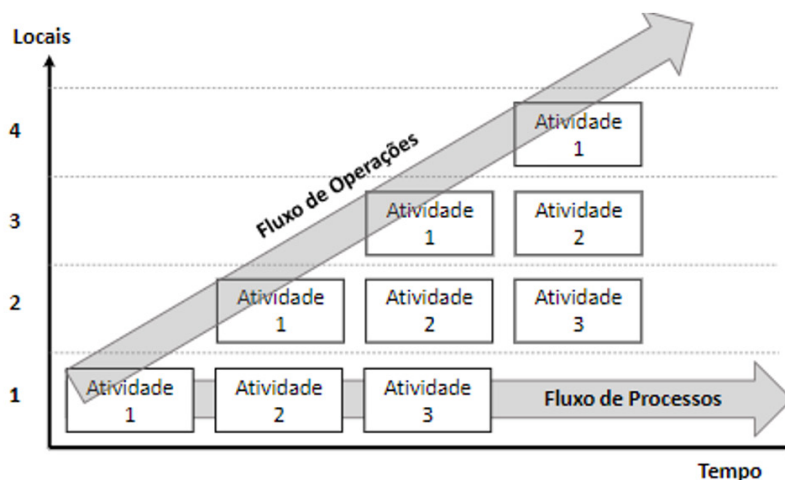 Locais
4
Atividade
1
Fluxo de Operações
3
Atividade
1
Atividade
2
2
Atividade
1
Atividade
2
Atividade
3
1
Atividade
1
Atividade
2
Atividade
3
Fluxo de Processos
Tempo